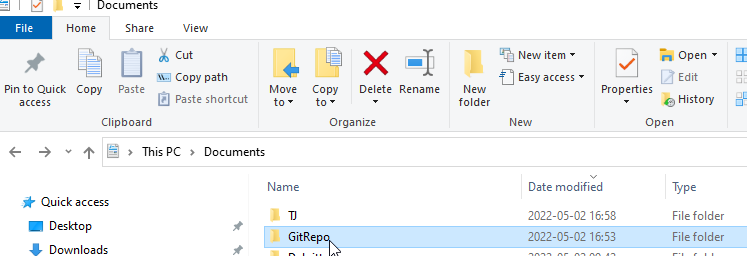 Documents
File Home Share View
Pin to Quick access
Copy
Paste
Cut
Copy path
Paste shortcut
Clipboard
Move to
Copy to
Delete
Rename
Organize
New folder
New item
Easy access
New
Properties
Open
Edit
History
Open
This PC > Documents
Quick access
Desktop
Downloads
Name Date modified Type
TJ 2022-05-02 16:58 File folder
GitRepo 2022-05-02 16:53 File folder
File folder